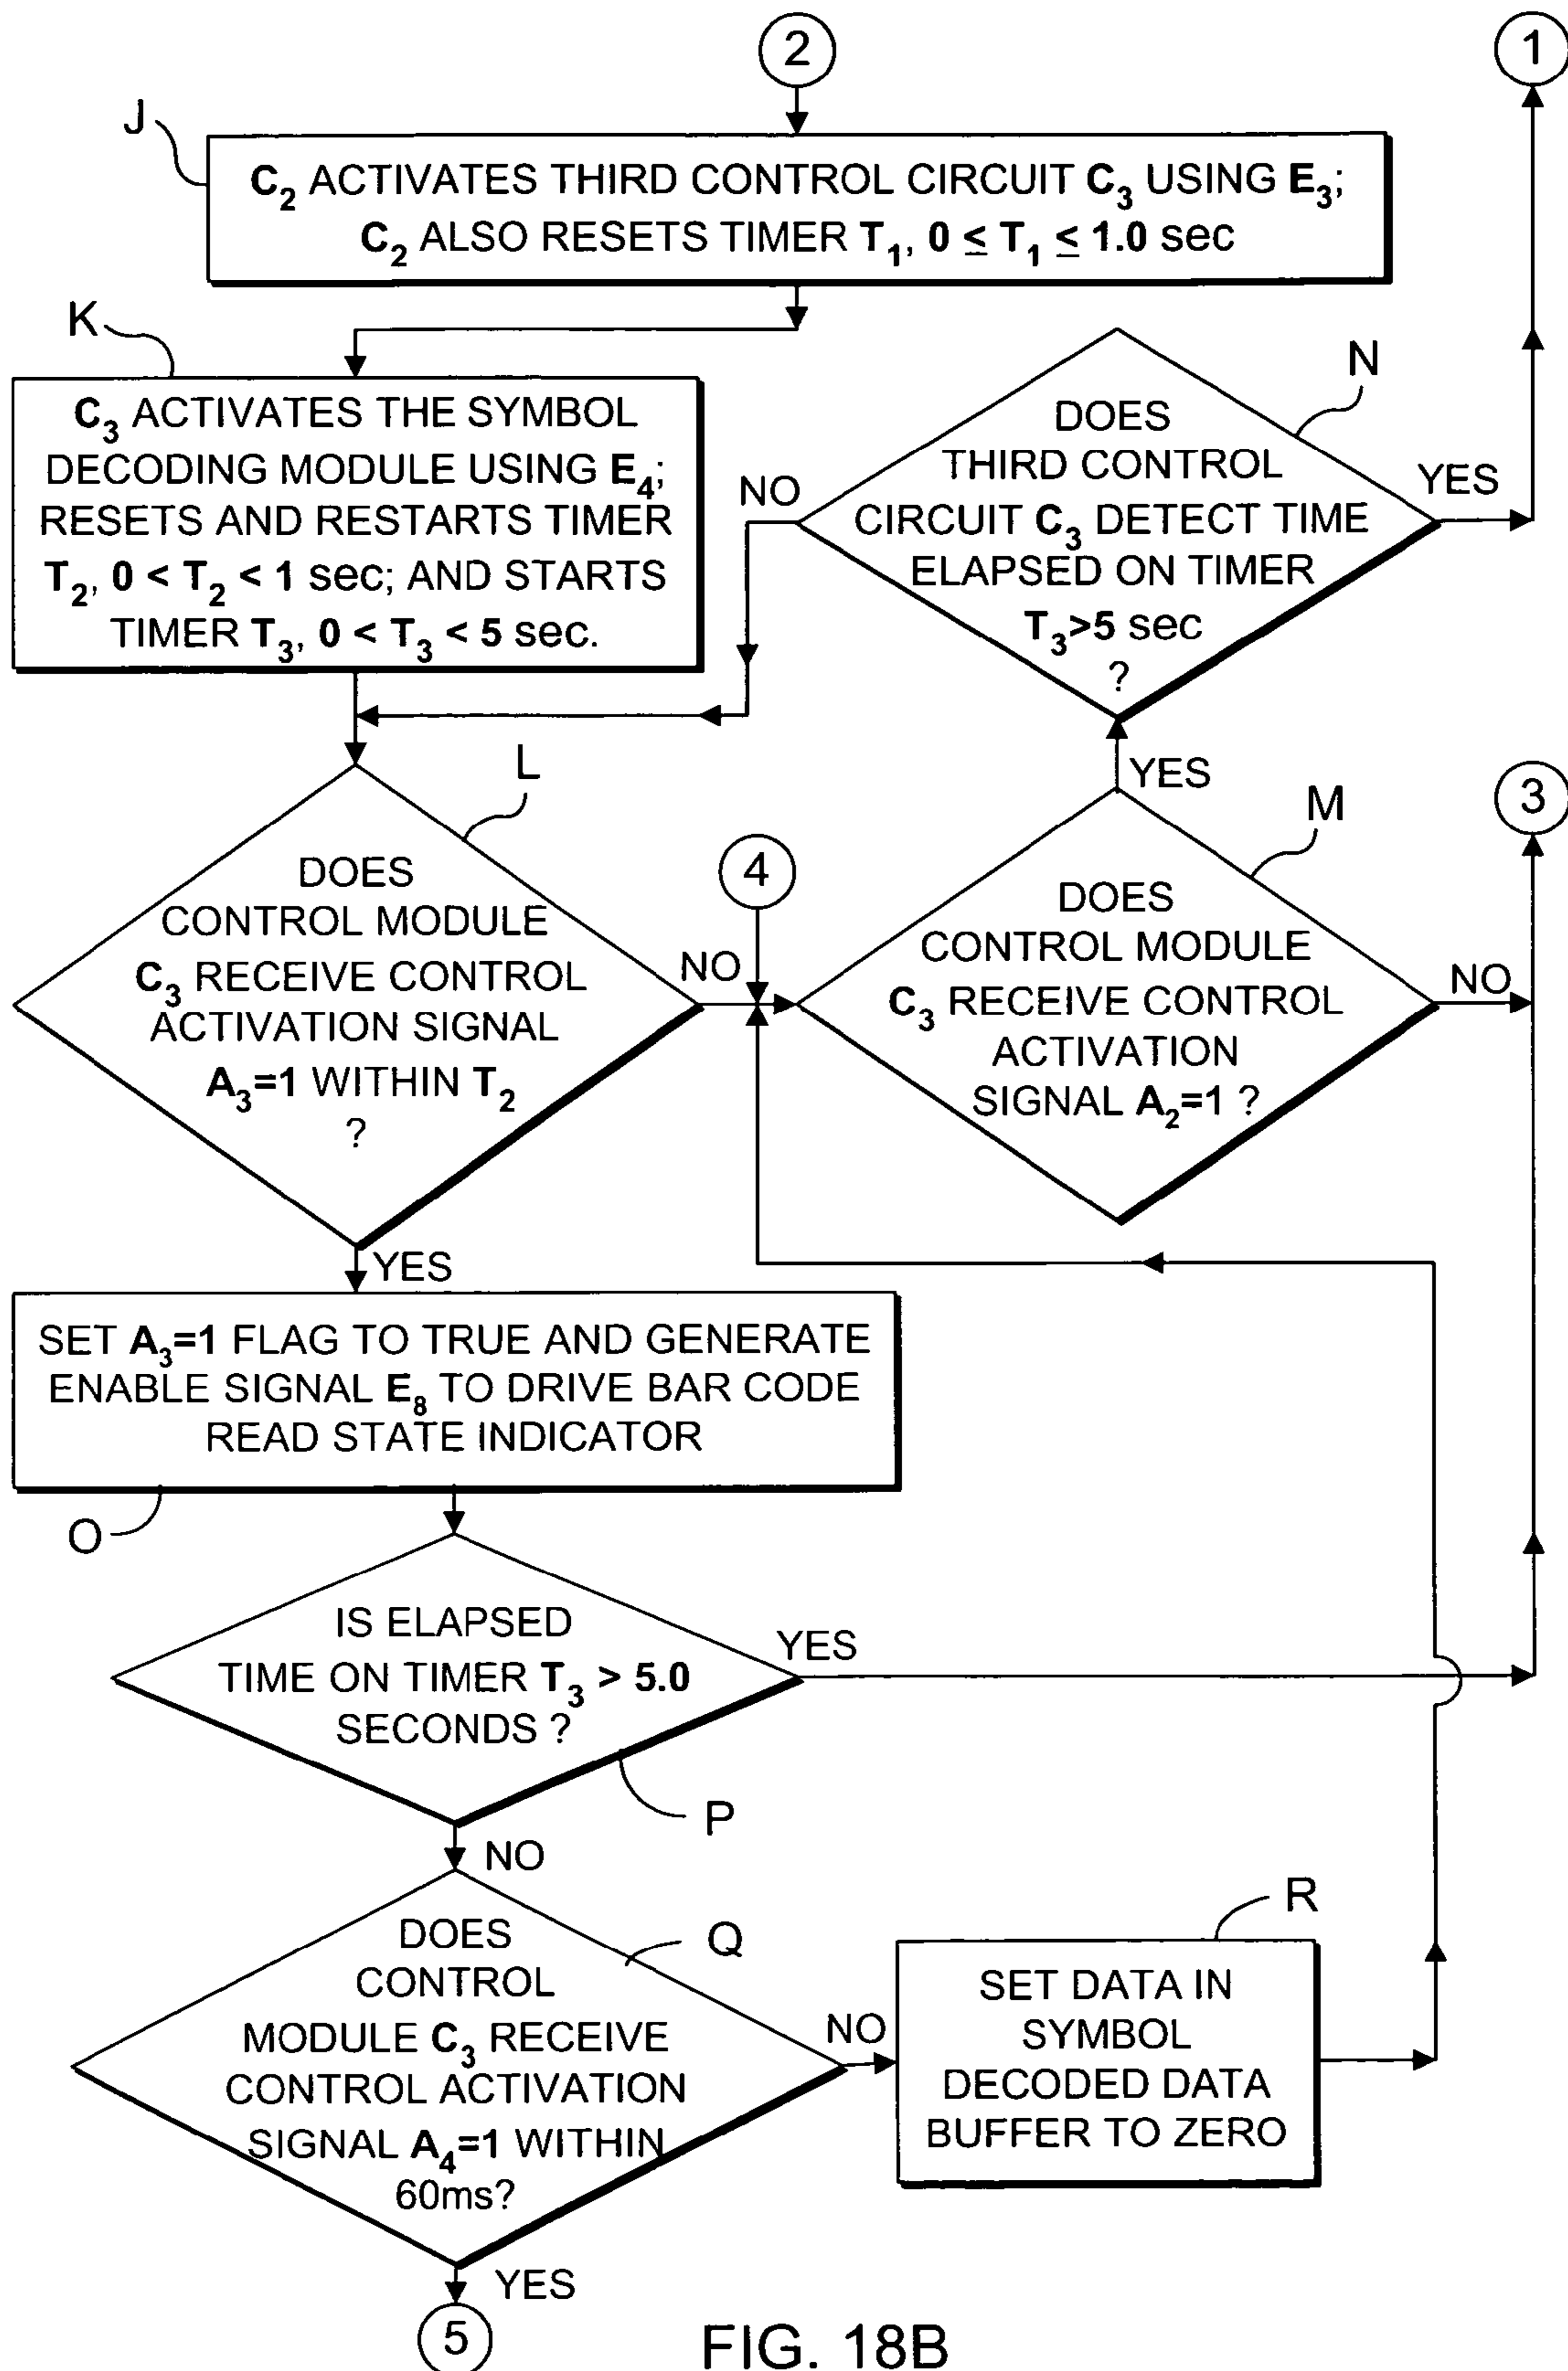 2
1
J
C₂ ACTIVATES THIRD CONTROL CIRCUIT C₃ USING E₃;
C₂ ALSO RESETS TIMER T₁, 0 ≤ T₁ ≤ 1.0 sec
K
C₃ ACTIVATES THE SYMBOL
DECODING MODULE USING E₄;
RESETS AND RESTARTS TIMER
T₂, 0 < T₂ < 1 sec; AND STARTS
TIMER T₃, 0 < T₃ < 5 sec.
N
DOES
THIRD CONTROL
CIRCUIT C₃ DETECT TIME
ELAPSED ON TIMER
T₃>5 sec
?
NO
YES
L
DOES
CONTROL MODULE
C₃ RECEIVE CONTROL
ACTIVATION SIGNAL
A₃=1 WITHIN T₂
?
NO
4
YES
M
3
DOES
CONTROL MODULE
C₃ RECEIVE CONTROL
ACTIVATION
SIGNAL A₂=1 ?
NO
YES
SET A₃=1 FLAG TO TRUE AND GENERATE
ENABLE SIGNAL E₈ TO DRIVE BAR CODE
READ STATE INDICATOR
O
IS ELAPSED
TIME ON TIMER T₃ > 5.0
SECONDS ?
YES
P
NO
Q
DOES
CONTROL
MODULE C₃ RECEIVE
CONTROL ACTIVATION
SIGNAL A₄=1 WITHIN
60ms?
NO
R
SET DATA IN
SYMBOL
DECODED DATA
BUFFER TO ZERO
YES
5
FIG. 18B